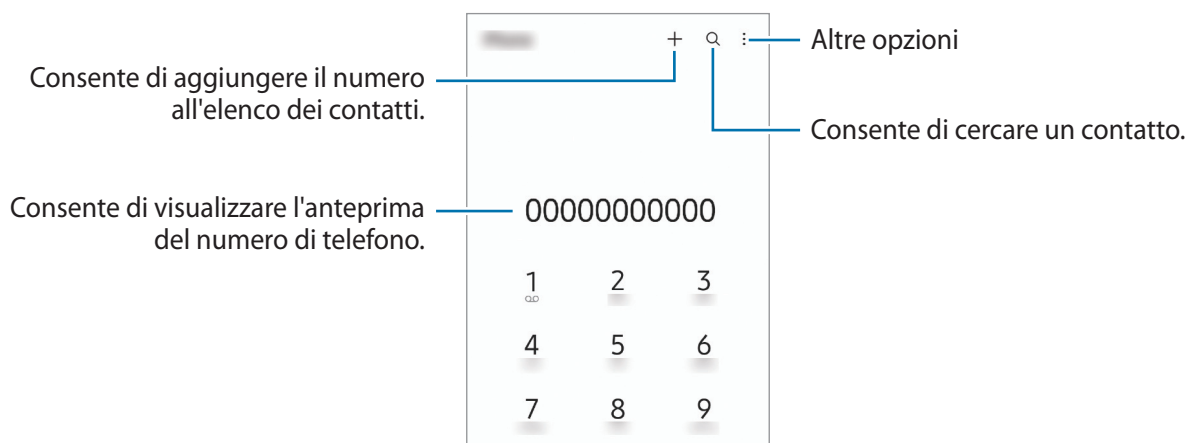 +
Altre opzioni
Consente di aggiungere il numero
all'elenco dei contatti.
Consente di cercare un contatto.
Consente di visualizzare l'anteprima
del numero di telefono.
00000000000
1 2 3
4 5 6
7 8 9